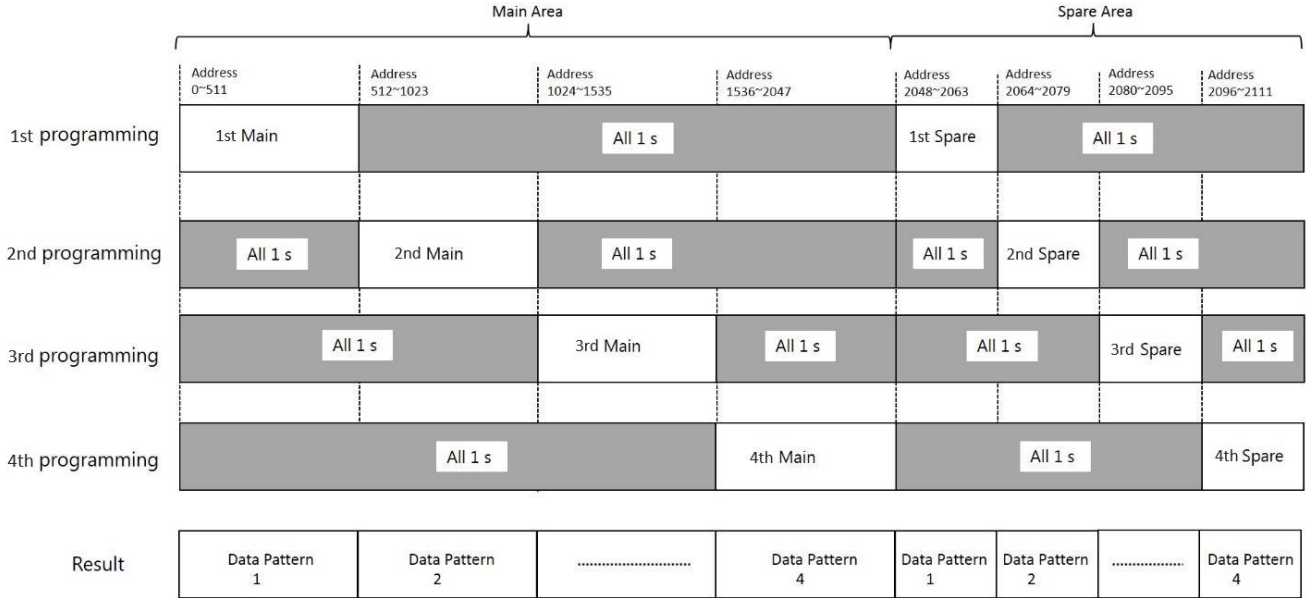 Main Area
Spare Area
Address
0~511
Address
512~1023
Address
1024~1535
Address
1536~2047
Address
2048~2063
Address
2064~2079
Address
2080~2095
Address
2096~2111
1st programming
1st Main
All 1 s
1st Spare
All 1 s
2nd programming
All 1 s
2nd Main
All 1 s
All 1 s
2nd Spare
All 1 s
3rd programming
All 1 s
3rd Main
All 1 s
All 1 s
3rd Spare
All 1 s
4th programming
All 1 s
4th Main
All 1 s
4th Spare
Result
Data Pattern
1
Data Pattern
2
............................
Data Pattern
4
Data Pattern
1
Data Pattern
2
..................
Data Pattern
4